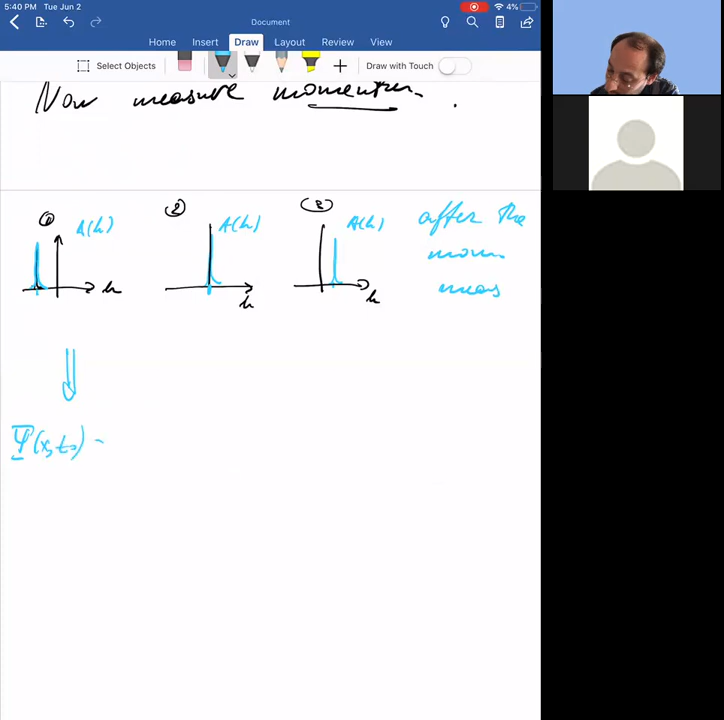 5:40 PM Tue Jun 2
4%
Document
Home Insert Draw Layout Review View
Select Objects
Draw with Touch
Now measure momentum.
① ② ③
A(k) A(k) A(k) after the
mom.
k k k meas
Ψ(x,t₀) -